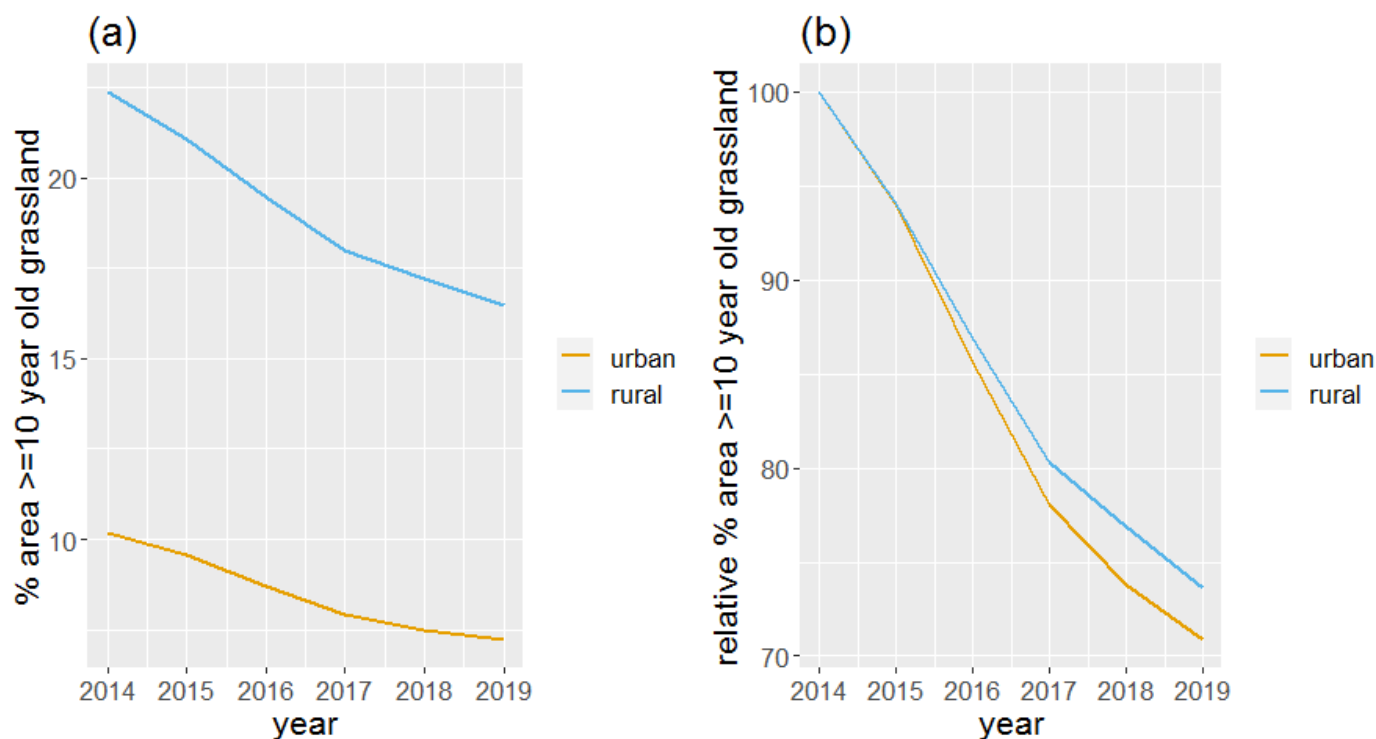 (a)
% area >=10 year old grassland
20
15
10
2014 2015 2016 2017 2018 2019
year
urban
rural
(b)
relative % area >=10 year old grassland
100
90
80
70
2014 2015 2016 2017 2018 2019
year
urban
rural